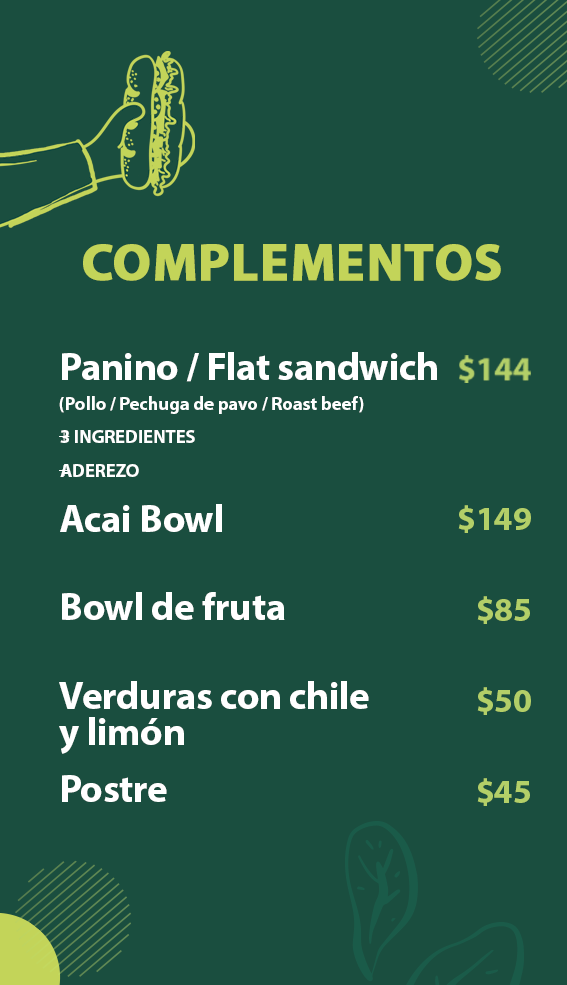 COMPLEMENTOS
Panino / Flat sandwich $144
(Pollo / Pechuga de pavo / Roast beef)
-3 INGREDIENTES
-ADEREZO
Acai Bowl $149
Bowl de fruta $85
Verduras con chile $50
y limón
Postre $45